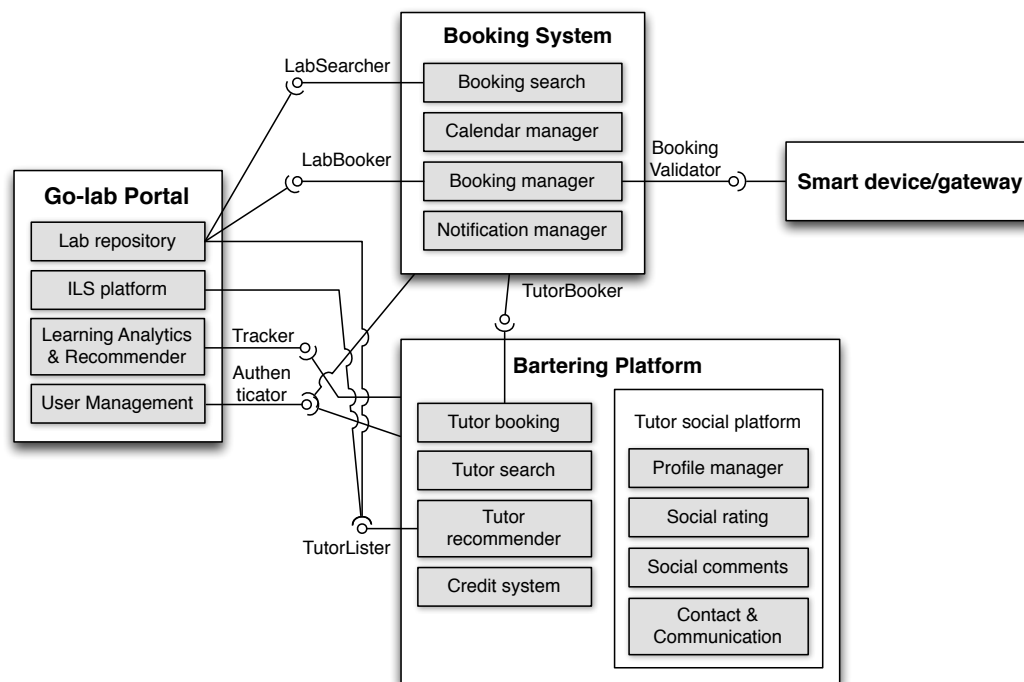 Booking System
LabSearcher
Booking search
Calendar manager
LabBooker
Booking manager
Booking
Validator
Smart device/gateway
Notification manager
Go-lab Portal
Lab repository
ILS platform
Learning Analytics
& Recommender
User Management
Tracker
Authen
ticator
TutorBooker
Bartering Platform
Tutor booking
Tutor search
Tutor
recommender
TutorLister
Credit system
Tutor social platform
Profile manager
Social rating
Social comments
Contact &
Communication